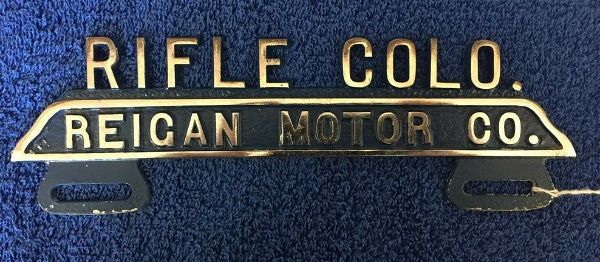 RIFLE COLO.
REIGAN MOTOR CO.